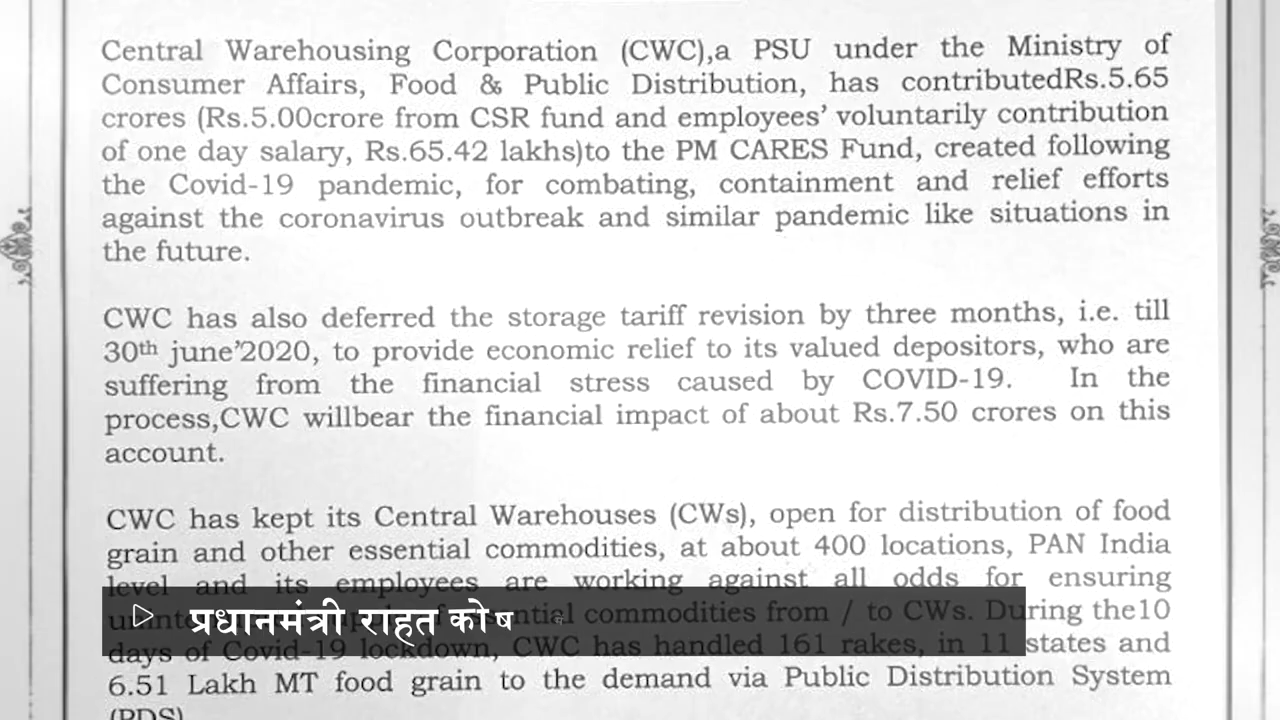 Central Warehousing Corporation (CWC),a PSU under the Ministry of
Consumer Affairs, Food & Public Distribution, has contributedRs.5.65
crores (Rs.5.00crore from CSR fund and employees’ voluntarily contribution
of one day salary, Rs.65.42 lakhs)to the PM CARES Fund, created following
the Covid-19 pandemic, for combating, containment and relief efforts
against the coronavirus outbreak and similar pandemic like situations in
the future.
CWC has also deferred the storage tariff revision by three months, i.e. till
30th june’2020, to provide economic relief to its valued depositors, who are
suffering from the financial stress caused by COVID-19. In the
process,CWC willbear the financial impact of about Rs.7.50 crores on this
account.
CWC has kept its Central Warehouses (CWs), open for distribution of food
grain and other essential commodities, at about 400 locations, PAN India
level and its employees are working against all odds for ensuring
commodities from / to CWs. During the10
प्रधानमंत्री राहत कोष
days of Covid-19 lockdown, CWC has handled 161 rakes, in 11 states and
6.51 Lakh MT food grain to the demand via Public Distribution System
(PDS)